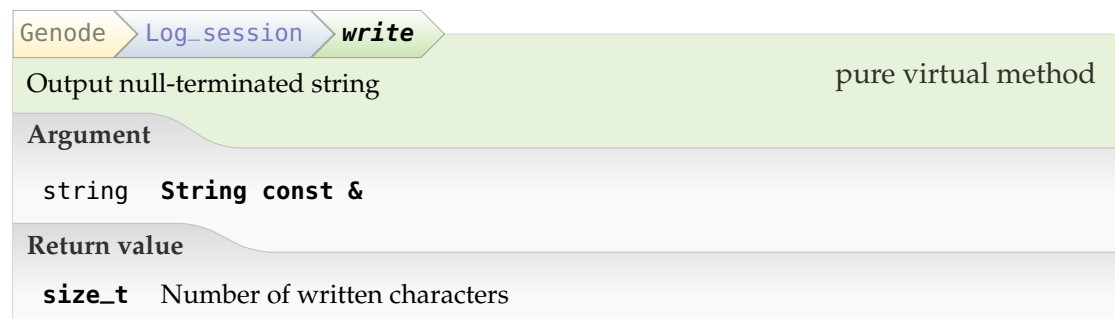 Genode Log_session write
Output null-terminated string pure virtual method
Argument
string String const &
Return value
size_t Number of written characters